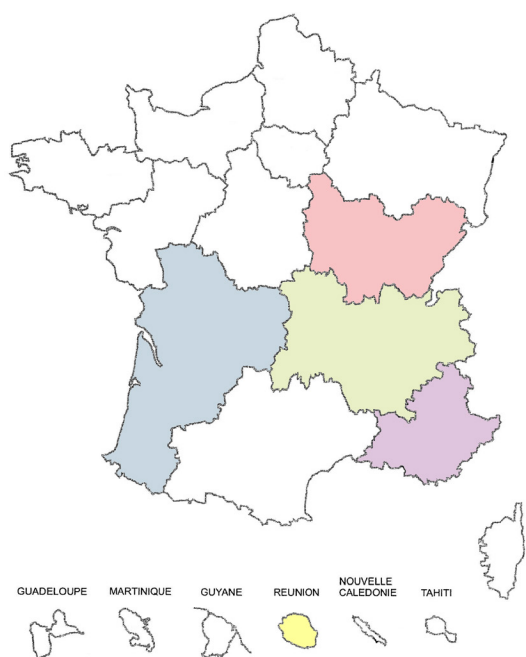 GUADELOUPE
MARTINIQUE
GUYANE
REUNION
NOUVELLE
CALEDONIE
TAHITI